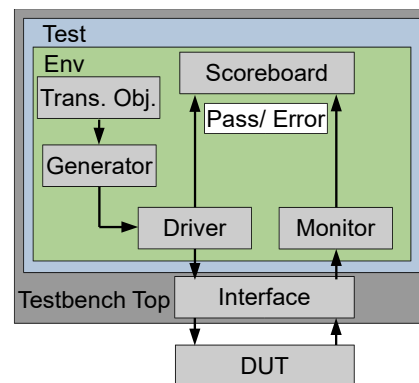 Test
Env
Scoreboard
Trans. Obj.
Pass/ Error
Generator
Driver
Monitor
Testbench Top
Interface
DUT